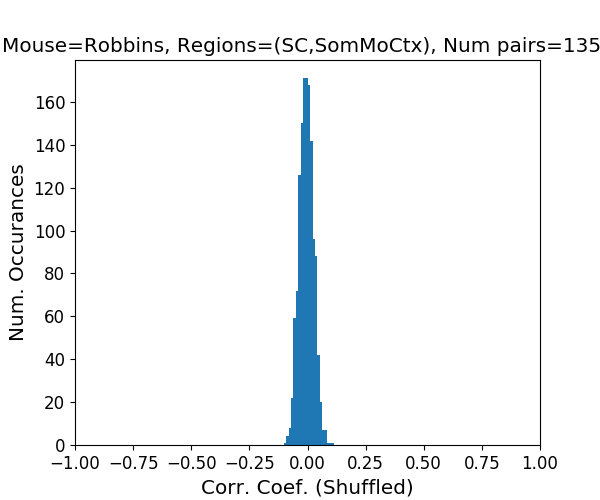 Mouse=Robbins, Regions=(SC,SomMoCtx), Num pairs=135
160
140
120
100
80
60
40
20
0
Num. Occurances
−1.00 −0.75 −0.50 −0.25 0.00 0.25 0.50 0.75 1.00
Corr. Coef. (Shuffled)